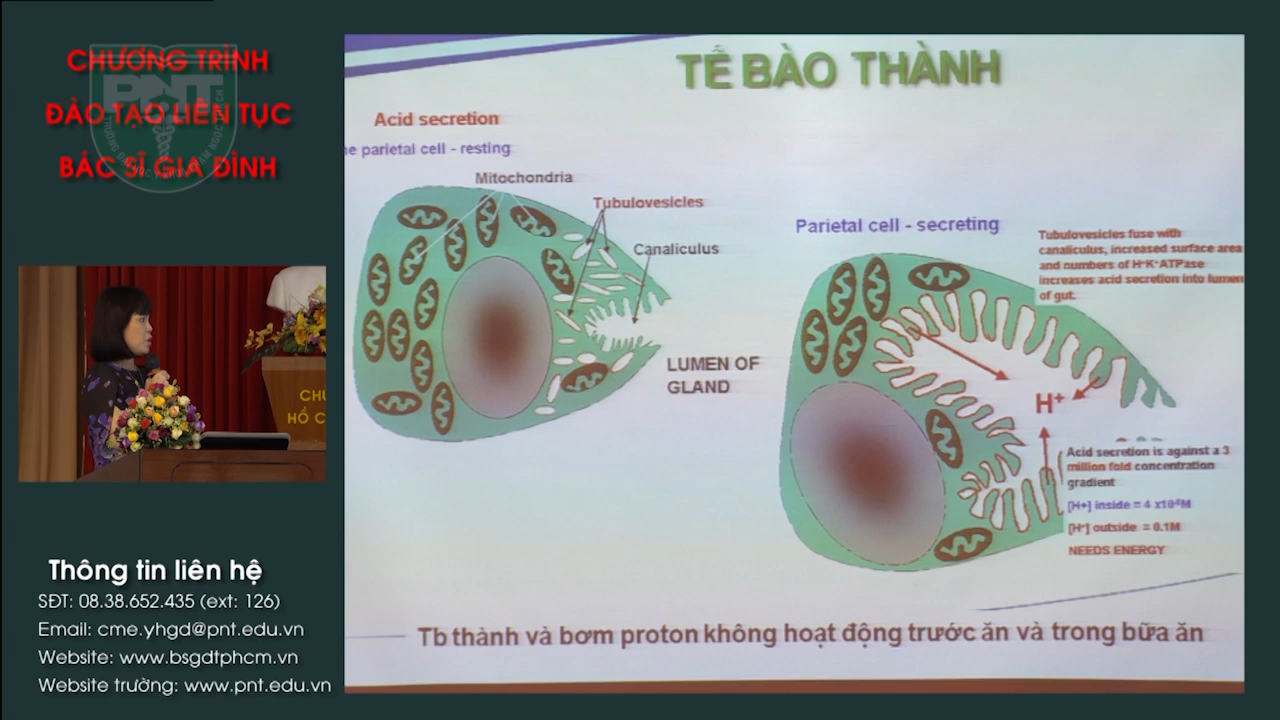 CHƯƠNG TRÌNH
ĐÀO TẠO LIÊN TỤC
BÁC SĨ GIA ĐÌNH
PNT
Thông tin liên hệ
SĐT: 08.38.652.435 (ext: 126)
Email: cme.yhgd@pnt.edu.vn
Website: www.bsgdtphcm.vn
Website trường: www.pnt.edu.vn
TẾ BÀO THÀNH
Acid secretion
parietal cell - resting
Mitochondria
Tubulovesicles
Canaliculus
LUMEN OF
GLAND
Parietal cell - secreting
Tubulovesicles fuse with
canaliculus, increased surface area
and numbers of H⁺K⁺ATPase
increases acid secretion into lumen
of gut.
H⁺
Acid secretion is against a 3
million fold concentration
gradient
[H+] inside = 4 x10⁻⁸M
[H⁺] outside = 0.1M
NEEDS ENERGY
Tb thành và bơm proton không hoạt động trước ăn và trong bữa ăn
HỒ C